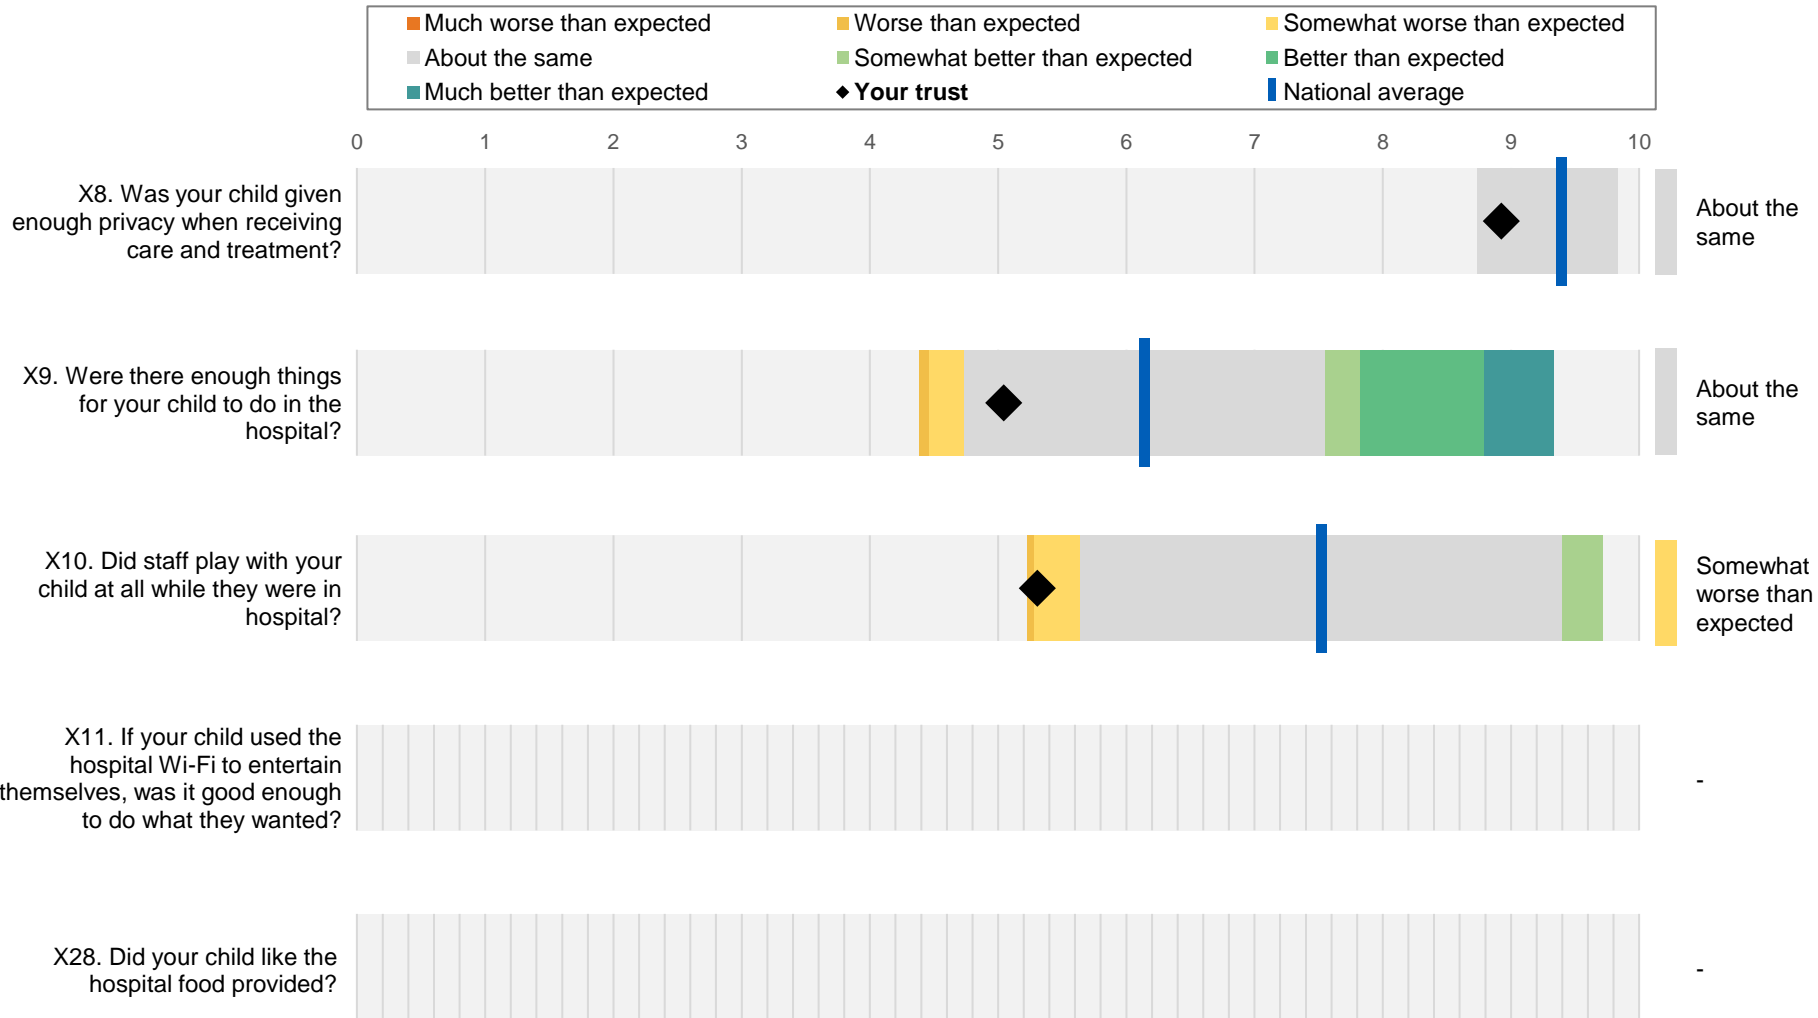 Much worse than expected
Worse than expected
Somewhat worse than expected
About the same
Somewhat better than expected
Better than expected
Much better than expected
Your trust
National average
0 1 2 3 4 5 6 7 8 9 10
X8. Was your child given
enough privacy when receiving
care and treatment?
About the
same
X9. Were there enough things
for your child to do in the
hospital?
About the
same
X10. Did staff play with your
child at all while they were in
hospital?
Somewhat
worse than
expected
X11. If your child used the
hospital Wi-Fi to entertain
themselves, was it good enough
to do what they wanted?
-
X28. Did your child like the
hospital food provided?
-